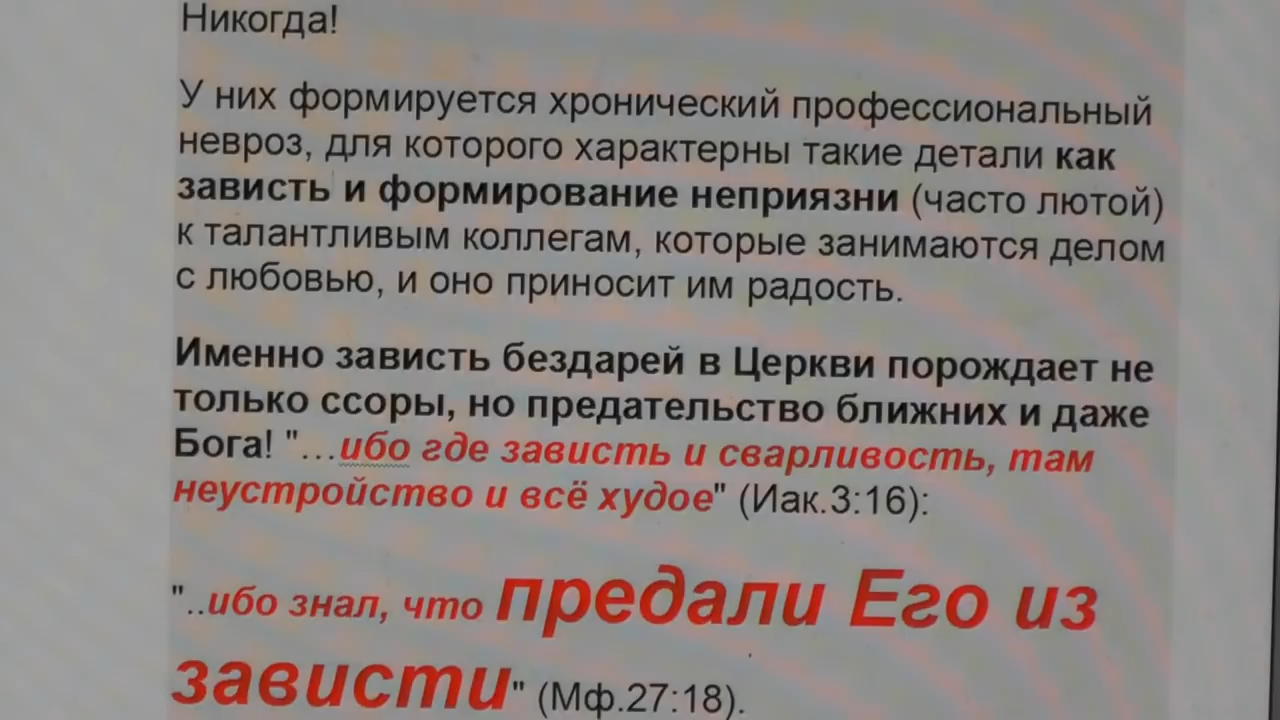 Никогда!
У них формируется хронический профессиональный
невроз, для которого характерны такие детали как
зависть и формирование неприязни (часто лютой)
к талантливым коллегам, которые занимаются делом
с любовью, и оно приносит им радость.
Именно зависть бездарей в Церкви порождает не
только ссоры, но предательство ближних и даже
Бога! "...ибо где зависть и сварливость, там
неустройство и всё худое" (Иак.3:16):
"..ибо знал, что предали Его из
зависти" (Мф.27:18).